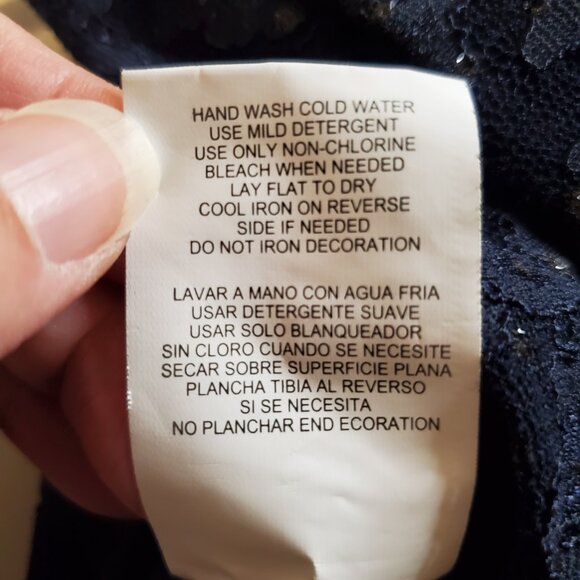 HAND WASH COLD WATER
USE MILD DETERGENT
USE ONLY NON-CHLORINE
BLEACH WHEN NEEDED
LAY FLAT TO DRY
COOL IRON ON REVERSE
SIDE IF NEEDED
DO NOT IRON DECORATION
LAVAR A MANO CON AGUA FRIA
USAR DETERGENTE SUAVE
USAR SOLO BLANQUEADOR
SIN CLORO CUANDO SE NECESITE
SECAR SOBRE SUPERFICIE PLANA
PLANCHA TIBIA AL REVERSO
SI SE NECESITA
NO PLANCHAR END ECORATION